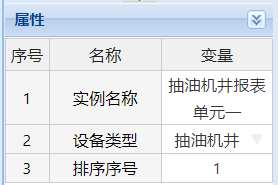 属性
序号 名称 变量
1 实例名称 抽油机井报表
单元一
2 设备类型 抽油机井
3 排序序号 1